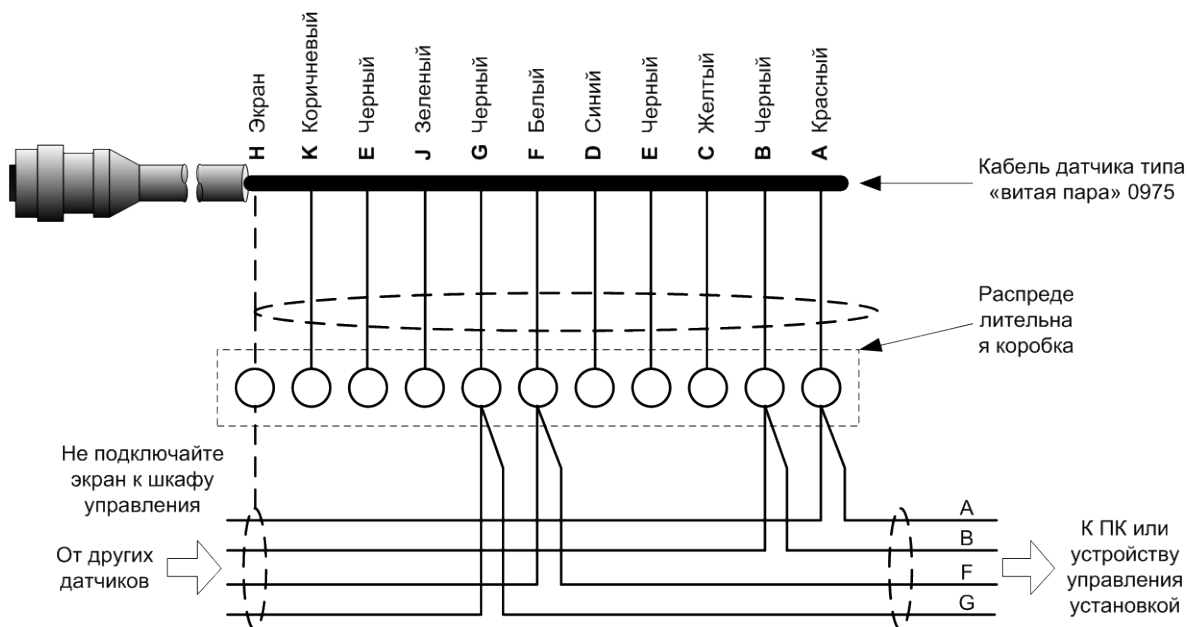 H Экран
K Коричневый
E Черный
J Зеленый
G Черный
F Белый
D Синий
E Черный
C Желтый
B Черный
A Красный
Кабель датчика типа
«витая пара» 0975
Распреде
лительна
я коробка
Не подключайте
экран к шкафу
управления
От других
датчиков
A
B
F
G
К ПК или
устройству
управления
установкой